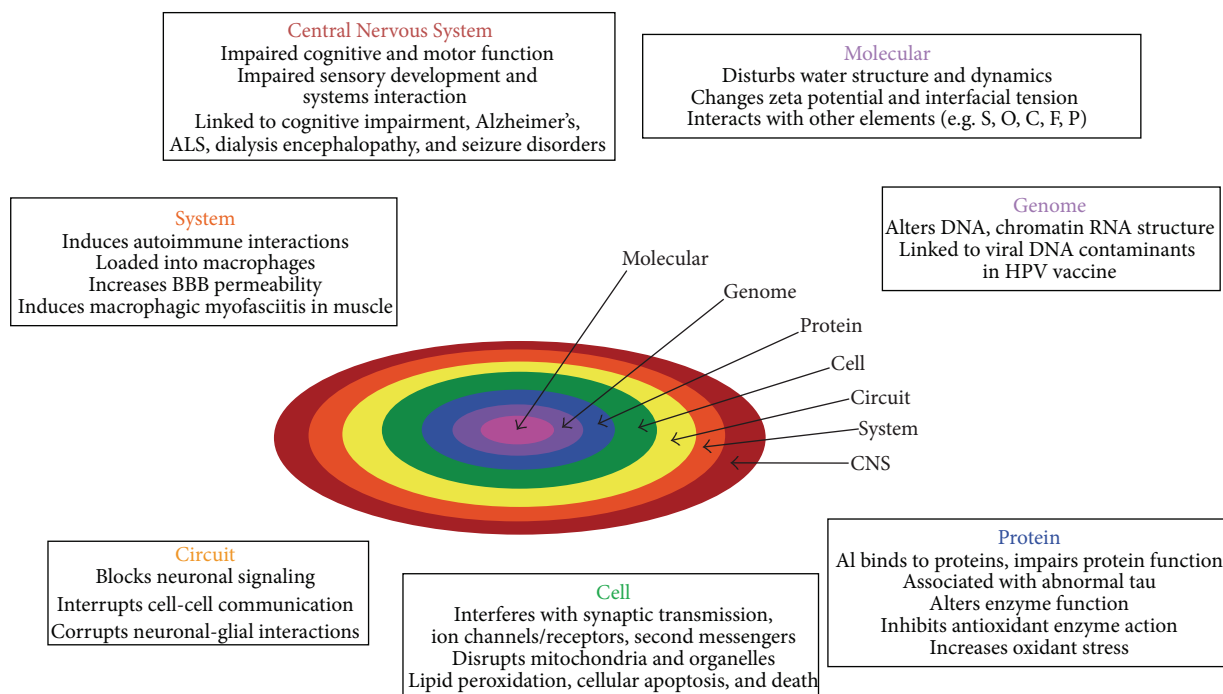 Central Nervous System
Impaired cognitive and motor function
Impaired sensory development and
systems interaction
Linked to cognitive impairment, Alzheimer's,
ALS, dialysis encephalopathy, and seizure disorders
Molecular
Disturbs water structure and dynamics
Changes zeta potential and interfacial tension
Interacts with other elements (e.g. S, O, C, F, P)
System
Induces autoimmune interactions
Loaded into macrophages
Increases BBB permeability
Induces macrophagic myofasciitis in muscle
Genome
Alters DNA, chromatin RNA structure
Linked to viral DNA contaminants
in HPV vaccine
Molecular
Genome
Protein
Cell
Circuit
System
CNS
Circuit
Blocks neuronal signaling
Interrupts cell-cell communication
Corrupts neuronal-glial interactions
Cell
Interferes with synaptic transmission,
ion channels/receptors, second messengers
Disrupts mitochondria and organelles
Lipid peroxidation, cellular apoptosis, and death
Protein
Al binds to proteins, impairs protein function
Associated with abnormal tau
Alters enzyme function
Inhibits antioxidant enzyme action
Increases oxidant stress